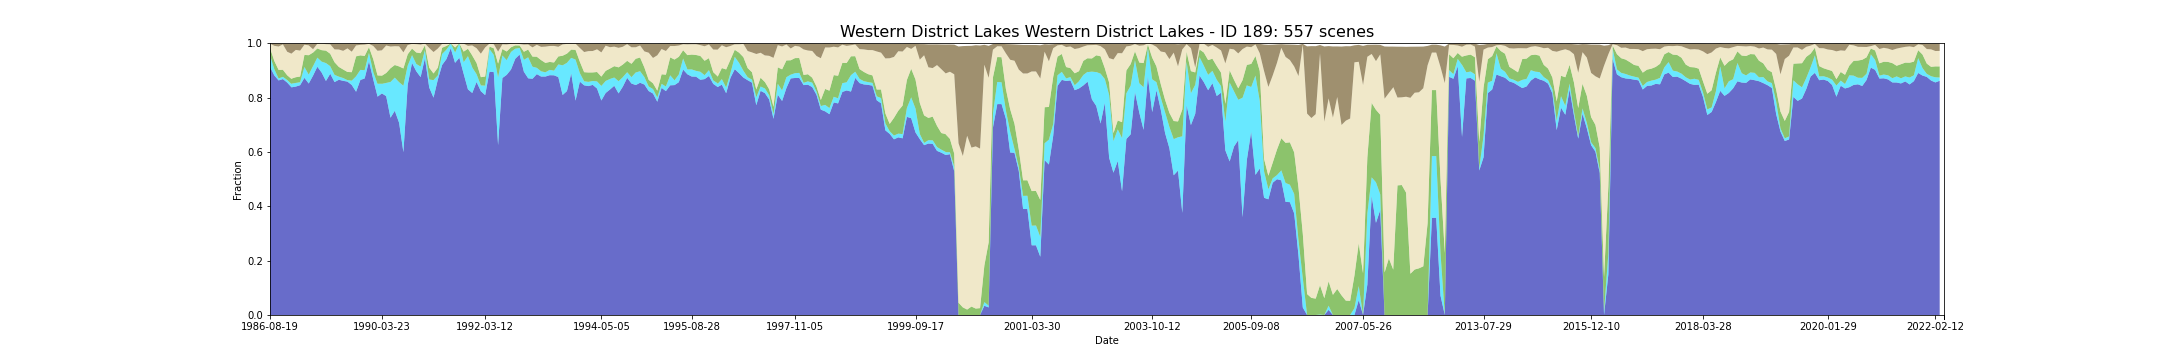 Western District Lakes Western District Lakes - ID 189: 557 scenes
1.0
0.8
0.6
0.4
0.2
0.0
Fraction
1986-08-19 1990-03-23 1992-03-12 1994-05-05 1995-08-28 1997-11-05 1999-09-17 2001-03-30 2003-10-12 2005-09-08 2007-05-26 2013-07-29 2015-12-10 2018-03-28 2020-01-29 2022-02-12
Date